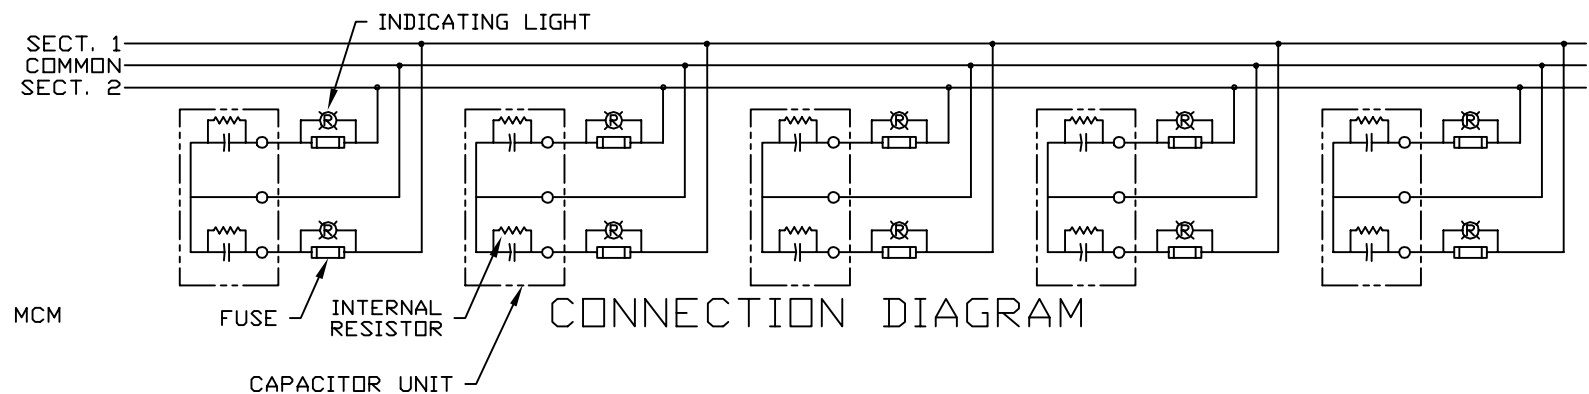 INDICATING LIGHT
SECT. 1
COMMON
SECT. 2
R R R R R
R R R R R
MCM
FUSE
INTERNAL
RESISTOR
CONNECTION DIAGRAM
CAPACITOR UNIT